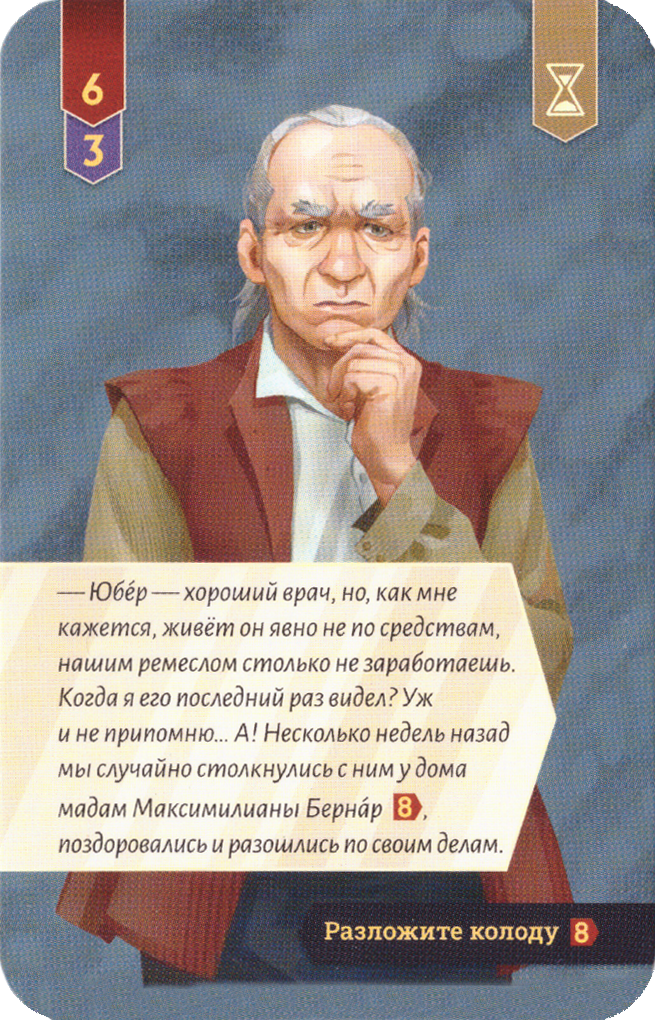 6
3
— Юбе́р — хороший врач, но, как мне
кажется, живёт он явно не по средствам,
нашим ремеслом столько не заработаешь.
Когда я его последний раз видел? Уж
и не припомню... А! Несколько недель назад
мы случайно столкнулись с ним у дома
мадам Максимилианы Берна́р 8,
поздоровались и разошлись по своим делам.
Разложите колоду 8